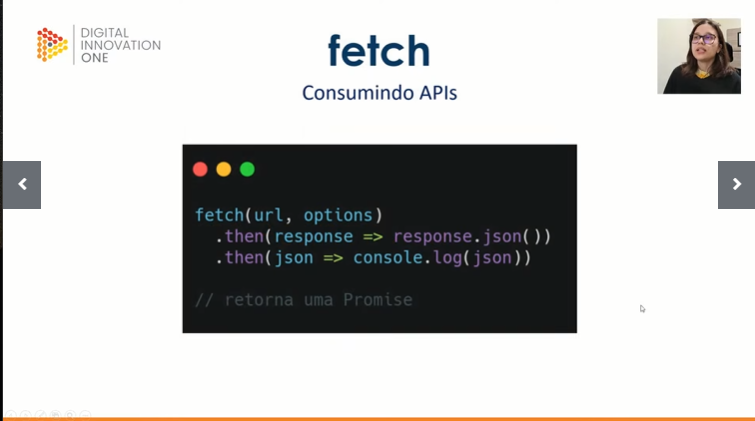 DIGITAL
INNOVATION
ONE
fetch
Consumindo APIs
fetch(url, options)
.then(response => response.json())
.then(json => console.log(json))
// retorna uma Promise